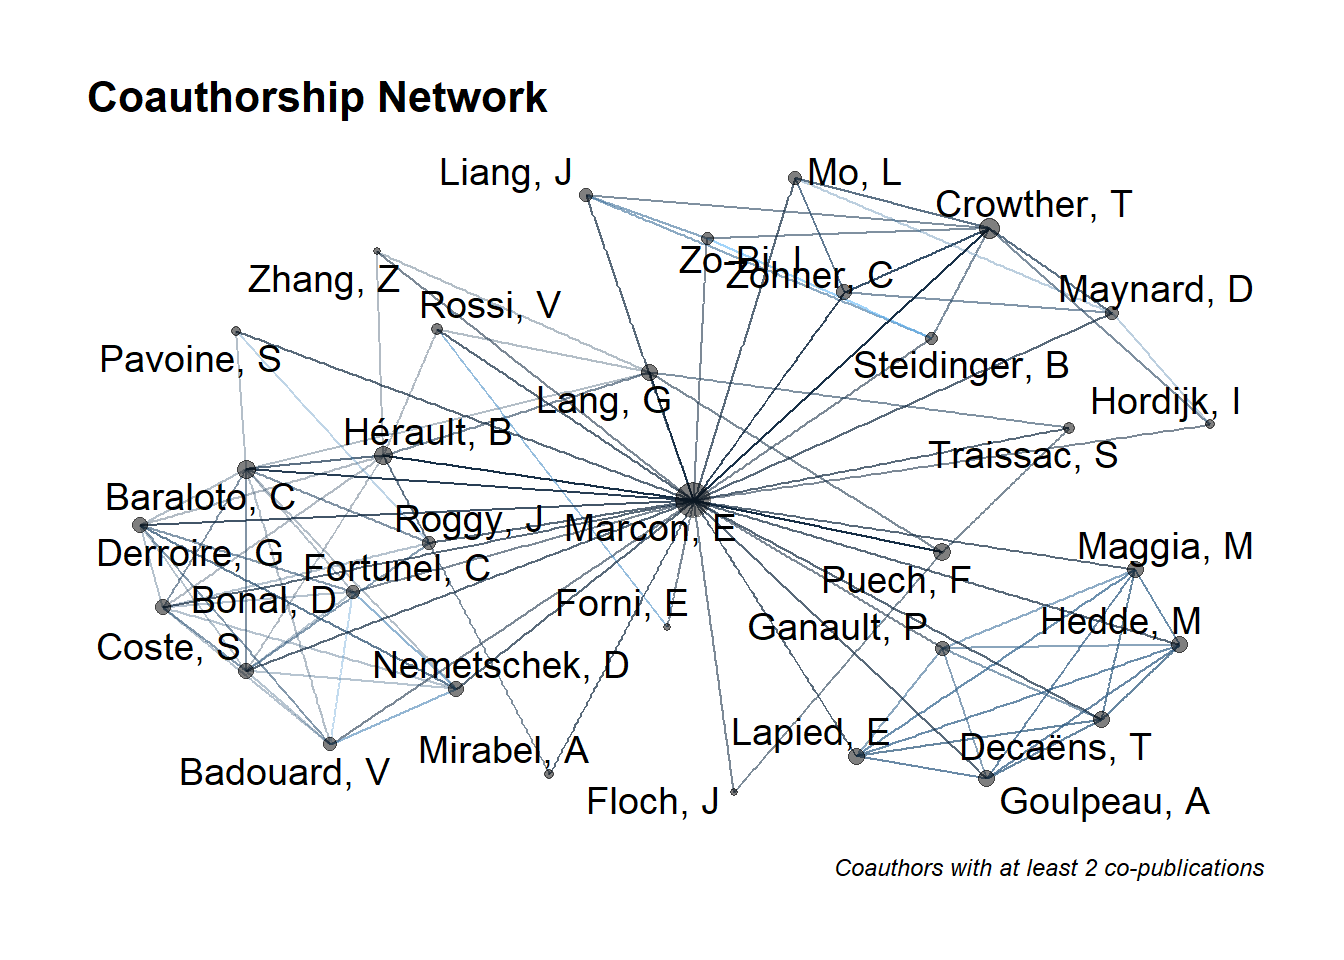 Coauthorship Network
Liang, J
Mo, L
Crowther, T
Zo-Bi, I
Zohner, C
Zhang, Z
Rossi, V
Maynard, D
Pavoine, S
Steidinger, B
Lang, G
Hordijk, I
Hérault, B
Traissac, S
Baraloto, C
Roggy, J
Marcon, E
Derroire, G
Fortunel, C
Maggia, M
Puech, F
Bonal, D
Forni, E
Ganault, P
Hedde, M
Coste, S
Nemetschek, D
Lapied, E
Decaëns, T
Mirabel, A
Badouard, V
Floch, J
Goulpeau, A
Coauthors with at least 2 co-publications